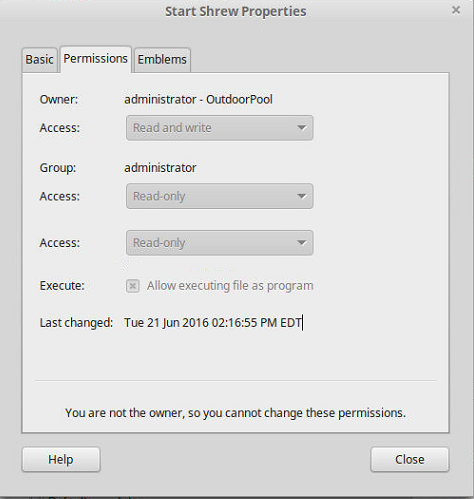 Start Shrew Properties
Basic Permissions Emblems
Owner: administrator - OutdoorPool
Access: Read and write
Group: administrator
Access: Read-only
Access: Read-only
Execute: Allow executing file as program
Last changed: Tue 21 Jun 2016 02:16:55 PM EDT
You are not the owner, so you cannot change these permissions.
Help Close